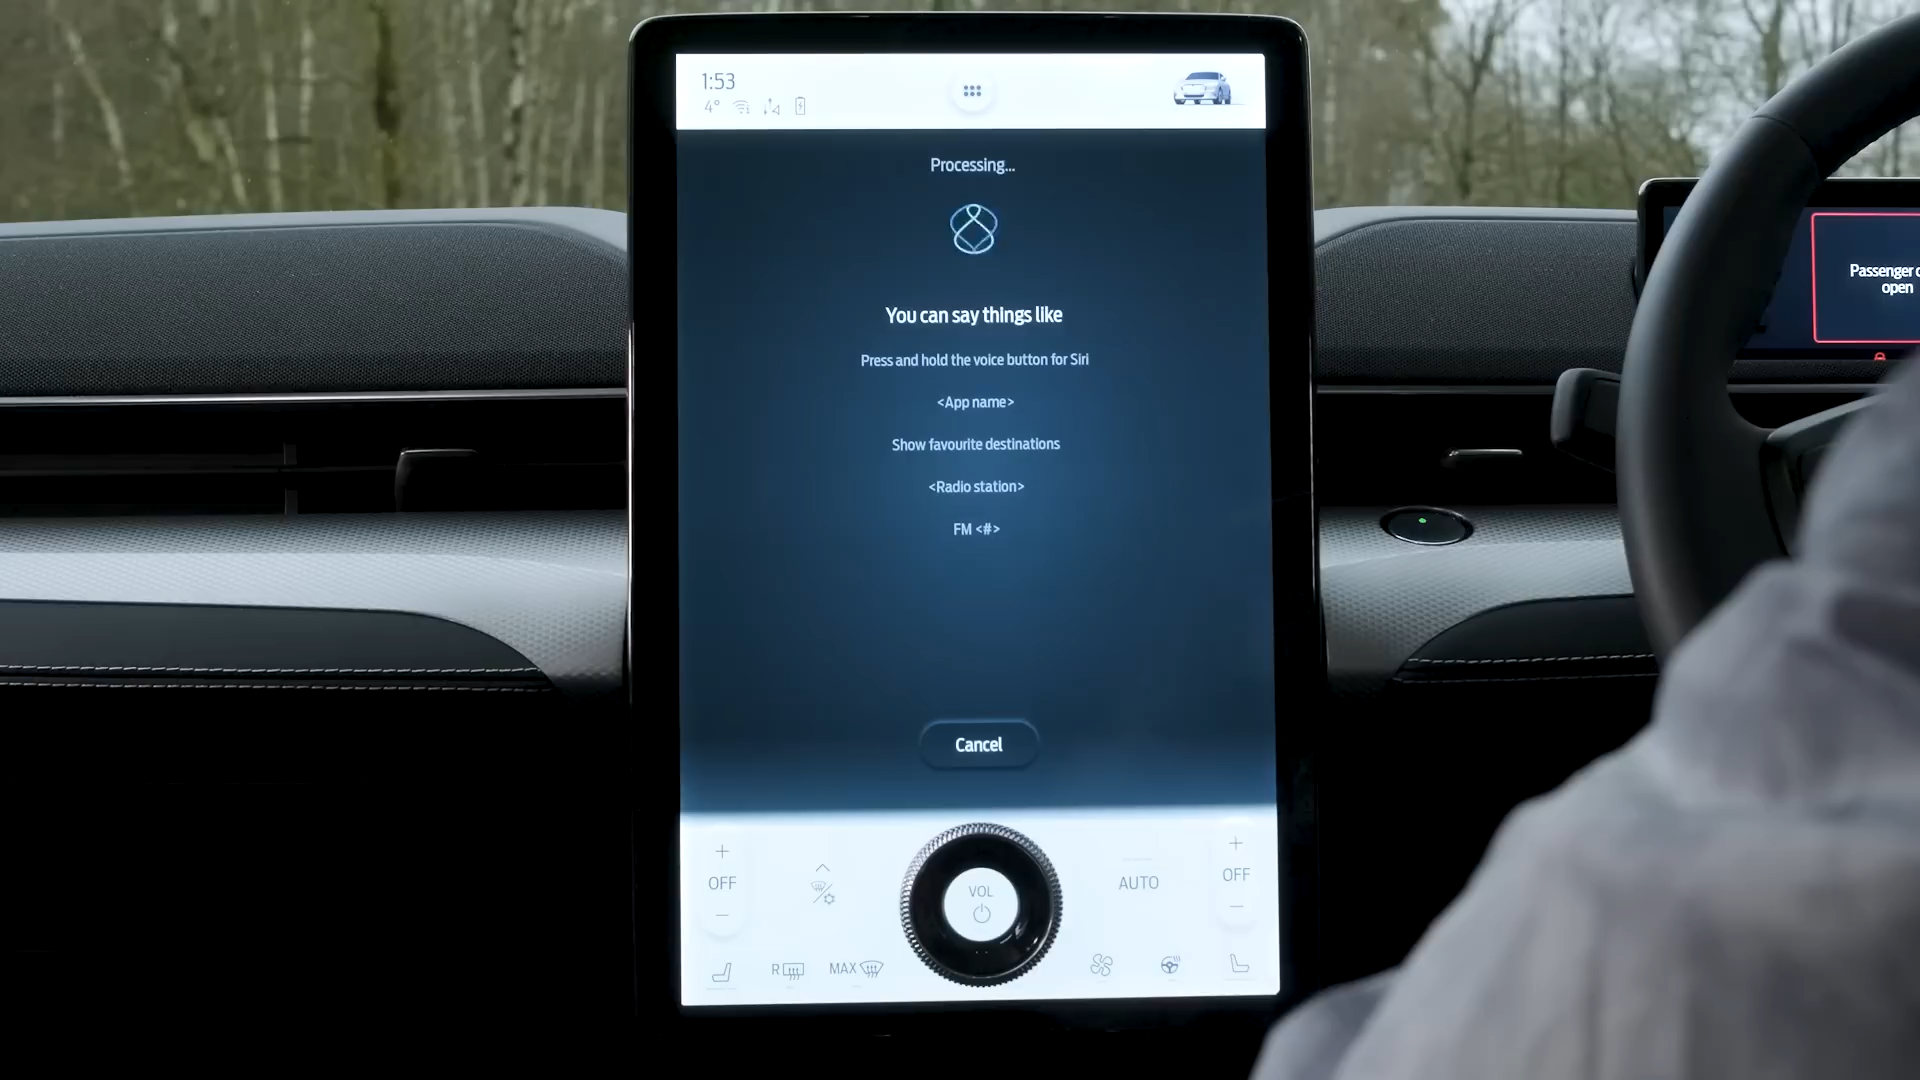 1:53
4°
Processing...
You can say things like
Press and hold the voice button for Siri
<App name>
Show favourite destinations
<Radio station>
FM <#>
Cancel
OFF
VOL
AUTO
OFF
R
MAX
Passenger
open